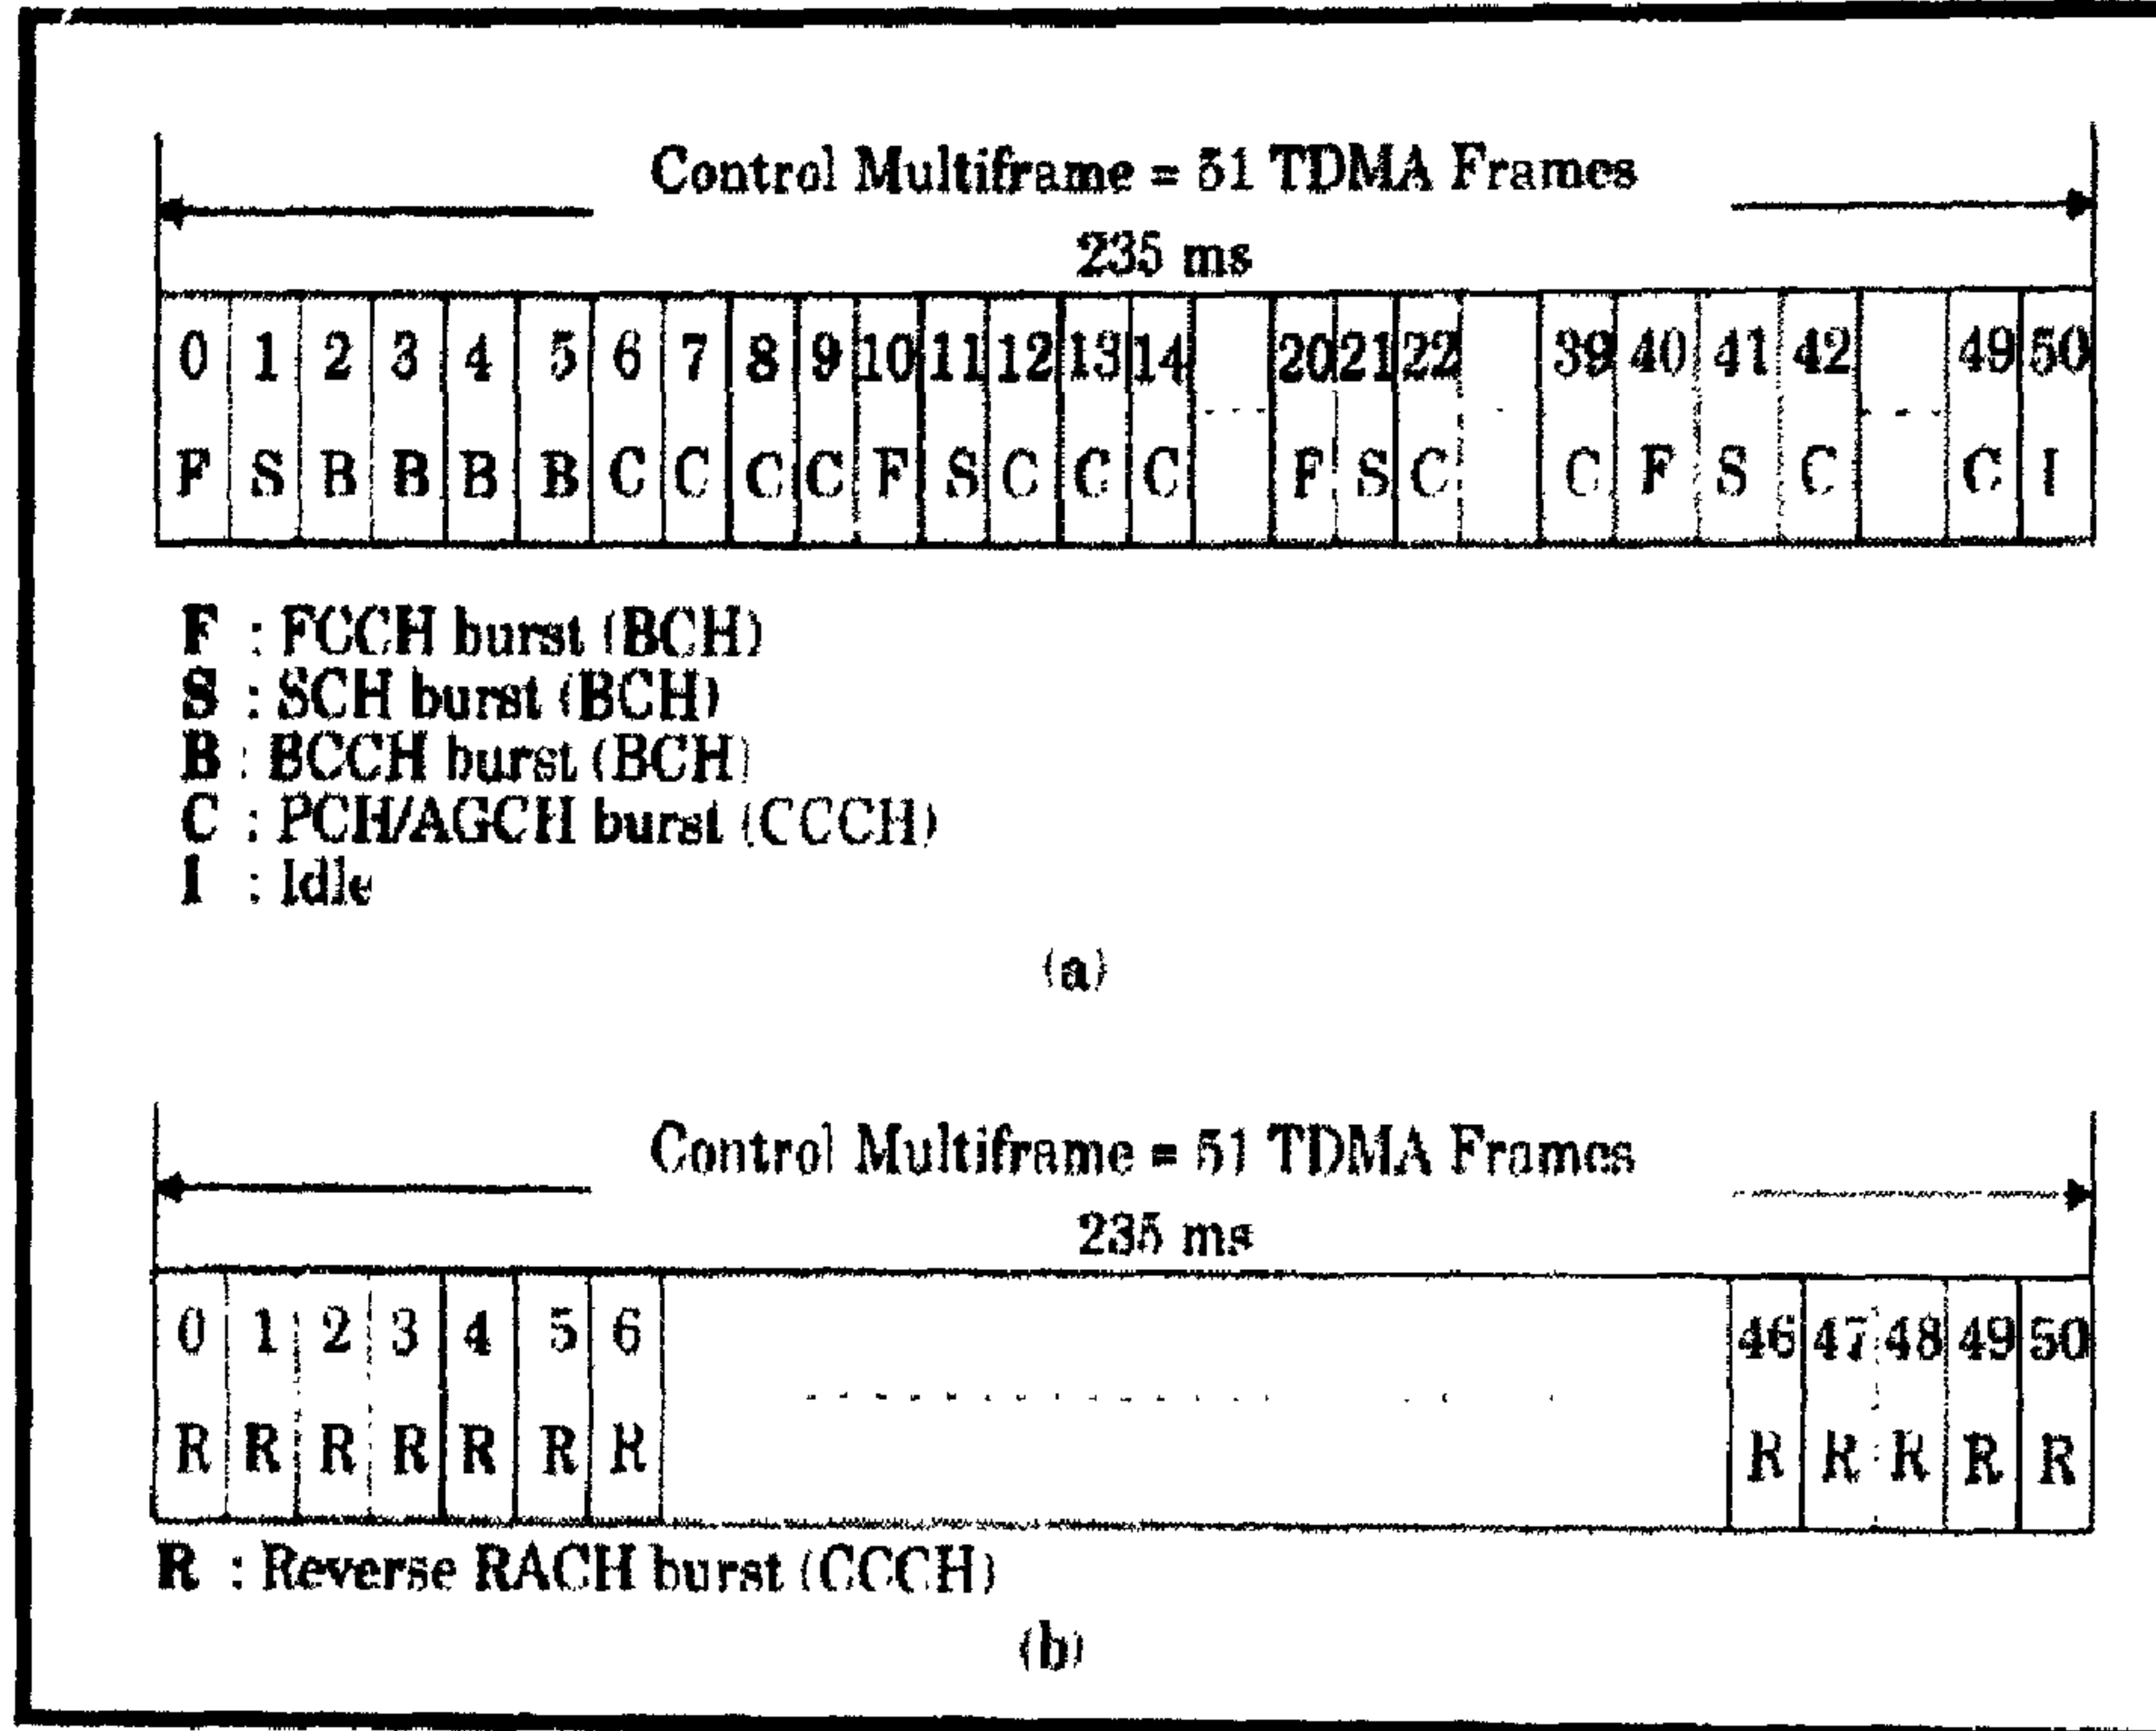 Control Multiframe = 51 TDMA Frames
235 ms
0 1 2 3 4 5 6 7 8 9 10 11 12 13 14 20 21 22 39 40 41 42 49 50
F S B B B B C C C C F S C C C F S C C F S C C I
F : FCCH burst (BCH)
S : SCH burst (BCH)
B : BCCH burst (BCH)
C : PCH/AGCH burst (CCCH)
I : Idle
(a)
Control Multiframe = 51 TDMA Frames
235 ms
0 1 2 3 4 5 6 46 47 48 49 50
R R R R R R R R R R R R
R : Reverse RACH burst (CCCH)
(b)